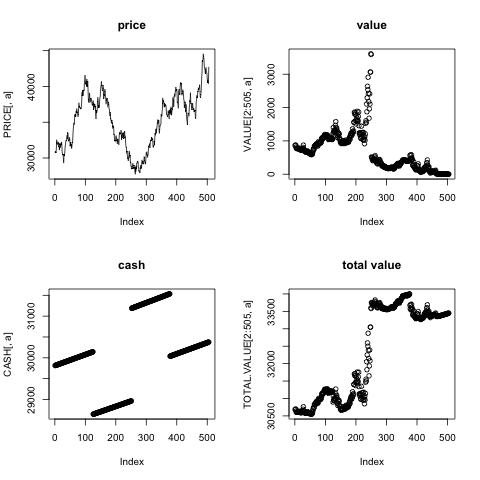 price
PRICE[, a]
30000 40000
0 100 200 300 400 500
Index
value
VALUE[2:505, a]
0 1000 2000 3000
0 100 200 300 400 500
Index
cash
CASH[, a]
29000 30000 31000
0 100 200 300 400 500
Index
total value
TOTAL.VALUE[2:505, a]
30500 32000 33500
0 100 200 300 400 500
Index